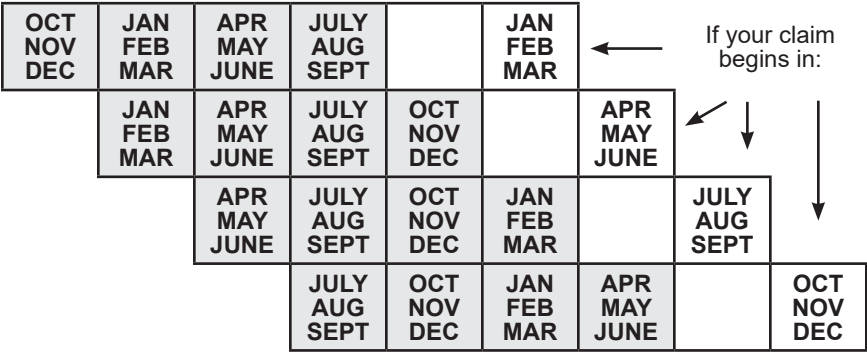 OCT JAN APR JULY JAN
NOV FEB MAY AUG FEB
DEC MAR JUNE SEPT MAR
If your claim
begins in:
JAN APR JULY OCT APR
FEB MAY AUG NOV MAY
MAR JUNE SEPT DEC JUNE
APR JULY OCT JAN JULY
MAY AUG NOV FEB AUG
JUNE SEPT DEC MAR SEPT
JULY OCT JAN APR OCT
AUG NOV FEB MAY NOV
SEPT DEC MAR JUNE DEC